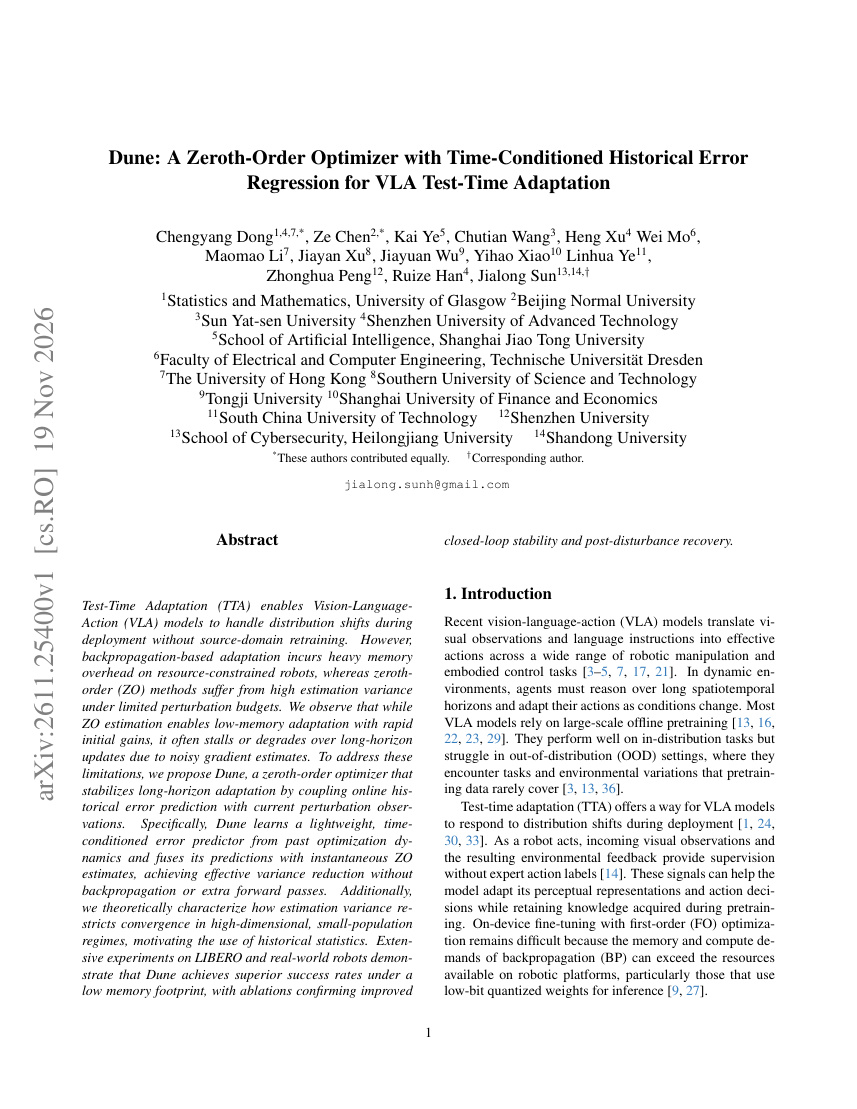 arXiv:2611.25400v1 [cs.RO] 19 Nov 2026
Dune: A Zeroth-Order Optimizer with Time-Conditioned Historical Error
Regression for VLA Test-Time Adaptation
Chengyang Dong1,4,7,*, Ze Chen2,*, Kai Ye5, Chutian Wang3, Heng Xu4 Wei Mo6,
Maomao Li7, Jiayan Xu8, Jiayuan Wu9, Yihao Xiao10 Linhua Ye11,
Zhonghua Peng12, Ruize Han4, Jialong Sun13,14,†
1Statistics and Mathematics, University of Glasgow 2Beijing Normal University
3Sun Yat-sen University 4Shenzhen University of Advanced Technology
5School of Artificial Intelligence, Shanghai Jiao Tong University
6Faculty of Electrical and Computer Engineering, Technische Universität Dresden
7The University of Hong Kong 8Southern University of Science and Technology
9Tongji University 10Shanghai University of Finance and Economics
11South China University of Technology 12Shenzhen University
13School of Cybersecurity, Heilongjiang University 14Shandong University
*These authors contributed equally. †Corresponding author.
jialong.sunh@gmail.com
Abstract
Test-Time Adaptation (TTA) enables Vision-Language-
Action (VLA) models to handle distribution shifts during
deployment without source-domain retraining. However,
backpropagation-based adaptation incurs heavy memory
overhead on resource-constrained robots, whereas zeroth-
order (ZO) methods suffer from high estimation variance
under limited perturbation budgets. We observe that while
ZO estimation enables low-memory adaptation with rapid
initial gains, it often stalls or degrades over long-horizon
updates due to noisy gradient estimates. To address these
limitations, we propose Dune, a zeroth-order optimizer that
stabilizes long-horizon adaptation by coupling online his-
torical error prediction with current perturbation obser-
vations. Specifically, Dune learns a lightweight, time-
conditioned error predictor from past optimization dy-
namics and fuses its predictions with instantaneous ZO
estimates, achieving effective variance reduction without
backpropagation or extra forward passes. Additionally,
we theoretically characterize how estimation variance re-
stricts convergence in high-dimensional, small-population
regimes, motivating the use of historical statistics. Exten-
sive experiments on LIBERO and real-world robots demon-
strate that Dune achieves superior success rates under a
low memory footprint, with ablations confirming improved
closed-loop stability and post-disturbance recovery.
1. Introduction
Recent vision-language-action (VLA) models translate vi-
sual observations and language instructions into effective
actions across a wide range of robotic manipulation and
embodied control tasks [3–5, 7, 17, 21]. In dynamic en-
vironments, agents must reason over long spatiotemporal
horizons and adapt their actions as conditions change. Most
VLA models rely on large-scale offline pretraining [13, 16,
22, 23, 29]. They perform well on in-distribution tasks but
struggle in out-of-distribution (OOD) settings, where they
encounter tasks and environmental variations that pretrain-
ing data rarely cover [3, 13, 36].
Test-time adaptation (TTA) offers a way for VLA models
to respond to distribution shifts during deployment [1, 24,
30, 33]. As a robot acts, incoming visual observations and
the resulting environmental feedback provide supervision
without expert action labels [14]. These signals can help the
model adapt its perceptual representations and action deci-
sions while retaining knowledge acquired during pretrain-
ing. On-device fine-tuning with first-order (FO) optimiza-
tion remains difficult because the memory and compute de-
mands of backpropagation (BP) can exceed the resources
available on robotic platforms, particularly those that use
low-bit quantized weights for inference [9, 27].
1